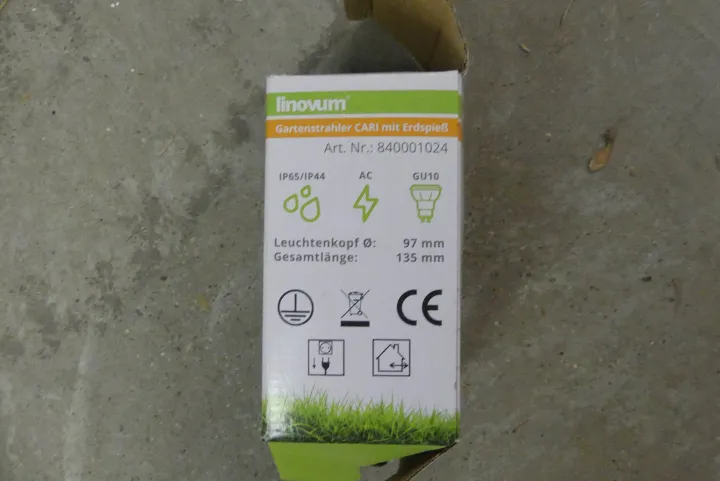 linovum®
Gartenstrahler CARI mit Erdspieß
Art. Nr.: 840001024
IP65/IP44 AC GU10
Leuchtenkopf Ø: 97 mm
Gesamtlänge: 135 mm
CE